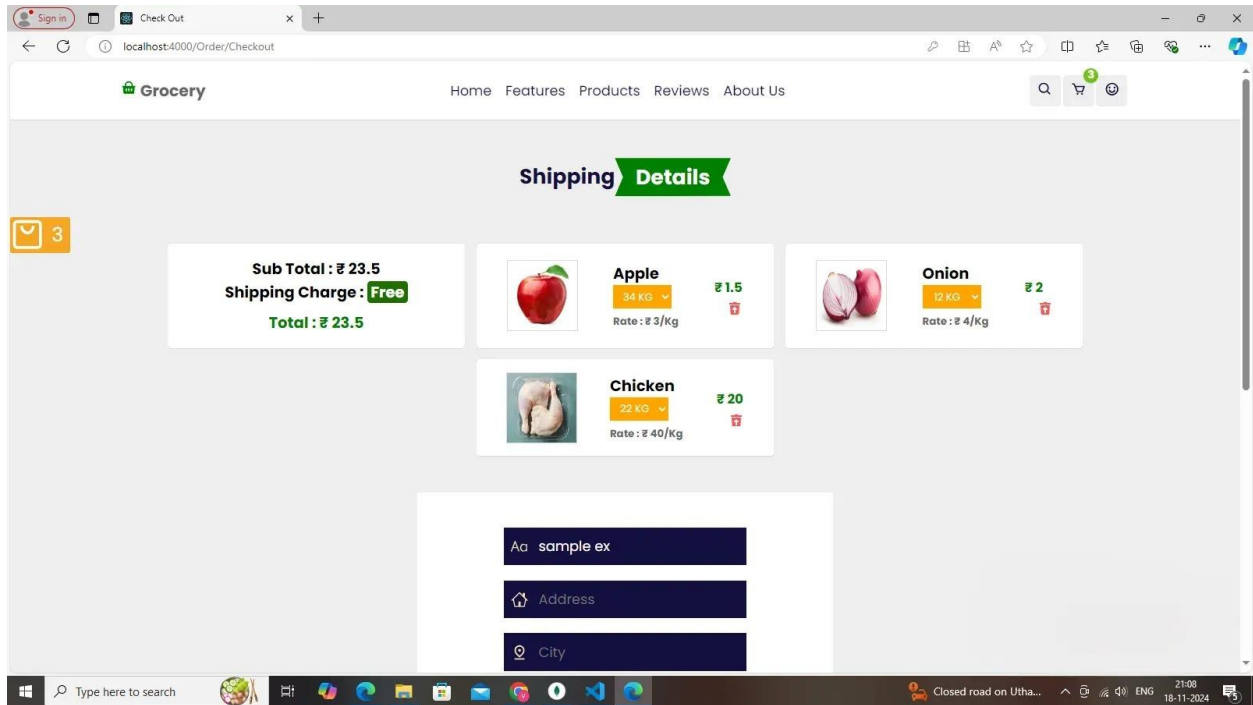 Sign in
Check Out
localhost:4000/Order/Checkout
Grocery
Home Features Products Reviews About Us
3
Shipping Details
3
Sub Total : ₹ 23.5
Shipping Charge : Free
Total : ₹ 23.5
Apple
34 KG
Rate : ₹ 3/Kg
₹ 1.5
Onion
12 KG
Rate : ₹ 4/Kg
₹ 2
Chicken
22 KG
Rate : ₹ 40/Kg
₹ 20
Aa sample ex
Address
City
Type here to search
Closed road on Utha...
ENG
21:08
18-11-2024